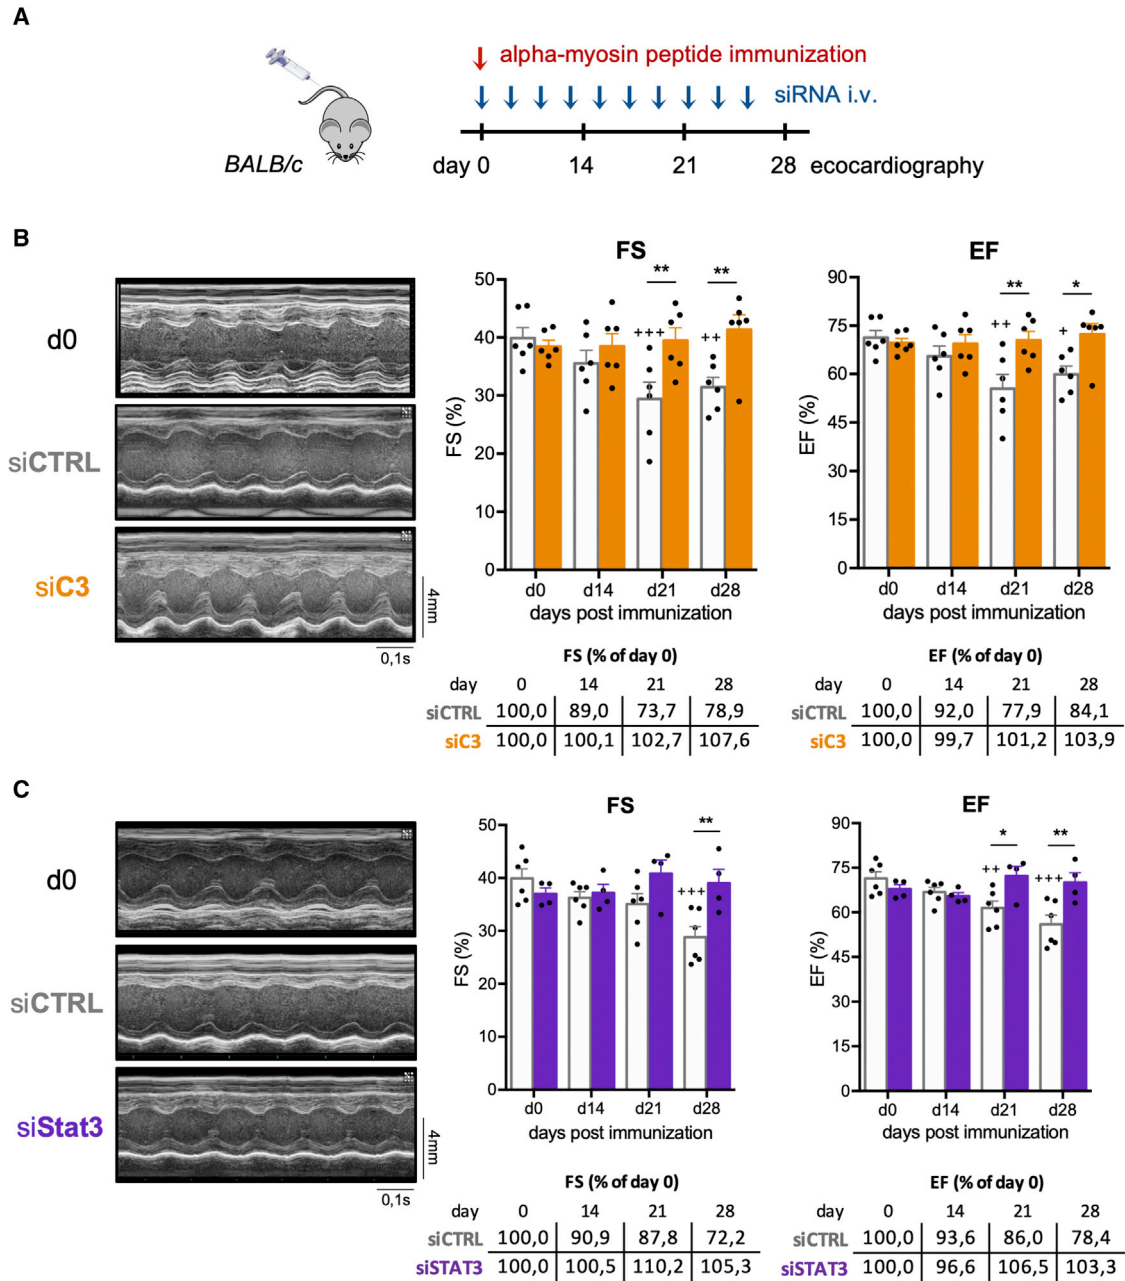 A
alpha-myosin peptide immunization
siRNA i.v.
BALB/c
day 0 14 21 28 ecocardiography
B
d0
siCTRL
siC3
4mm
0,1s
FS
FS (%)
50
40
30
20
10
0
** **
+++ ++
d0 d14 d21 d28
days post immunization
EF
EF (%)
90
75
60
45
30
15
0
** *
++ +
d0 d14 d21 d28
days post immunization
FS (% of day 0)
day 0 14 21 28
siCTRL 100,0 89,0 73,7 78,9
siC3 100,0 100,1 102,7 107,6
EF (% of day 0)
day 0 14 21 28
siCTRL 100,0 92,0 77,9 84,1
siC3 100,0 99,7 101,2 103,9
C
d0
siCTRL
siStat3
4mm
0,1s
FS
FS (%)
50
40
30
20
10
0
**
+++
d0 d14 d21 d28
days post immunization
EF
EF (%)
90
75
60
45
30
15
0
* **
++ +++
d0 d14 d21 d28
days post immunization
FS (% of day 0)
day 0 14 21 28
siCTRL 100,0 90,9 87,8 72,2
siSTAT3 100,0 100,5 110,2 105,3
EF (% of day 0)
day 0 14 21 28
siCTRL 100,0 93,6 86,0 78,4
siSTAT3 100,0 96,6 106,5 103,3